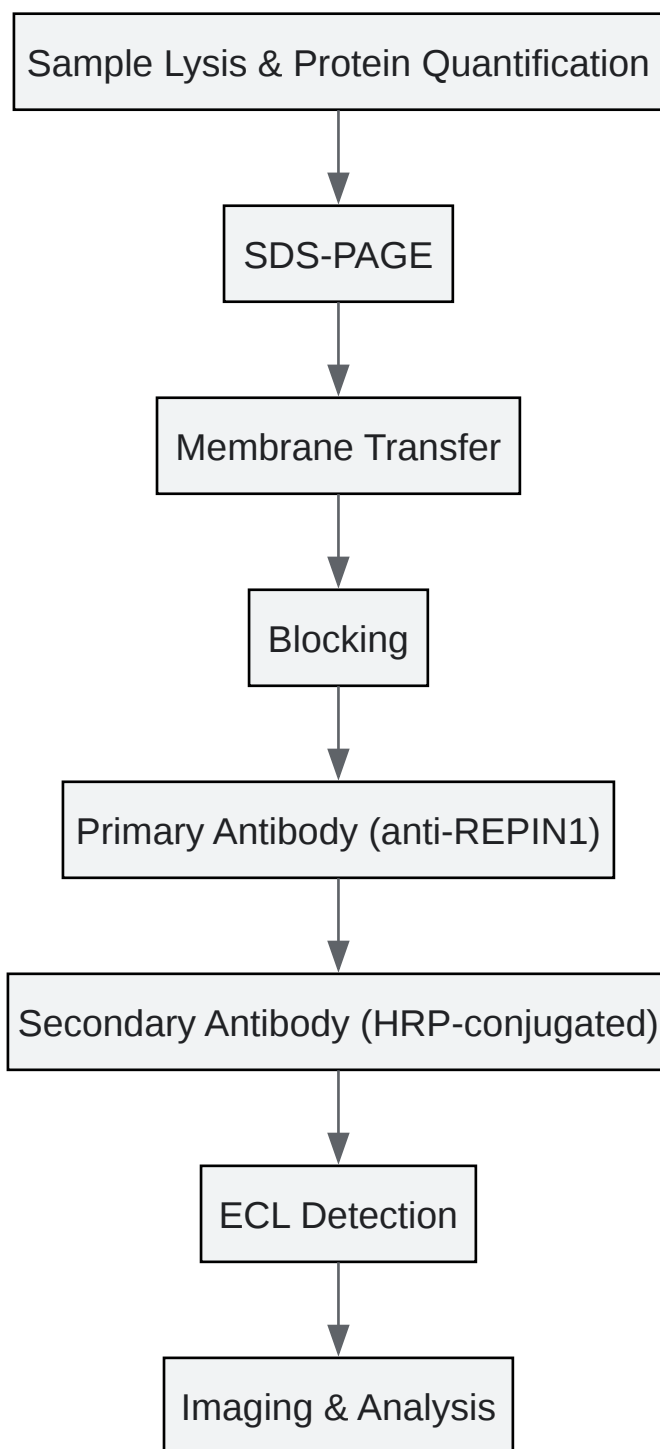 Sample Lysis & Protein Quantification
SDS-PAGE
Membrane Transfer
Blocking
Primary Antibody (anti-REPIN1)
Secondary Antibody (HRP-conjugated)
ECL Detection
Imaging & Analysis